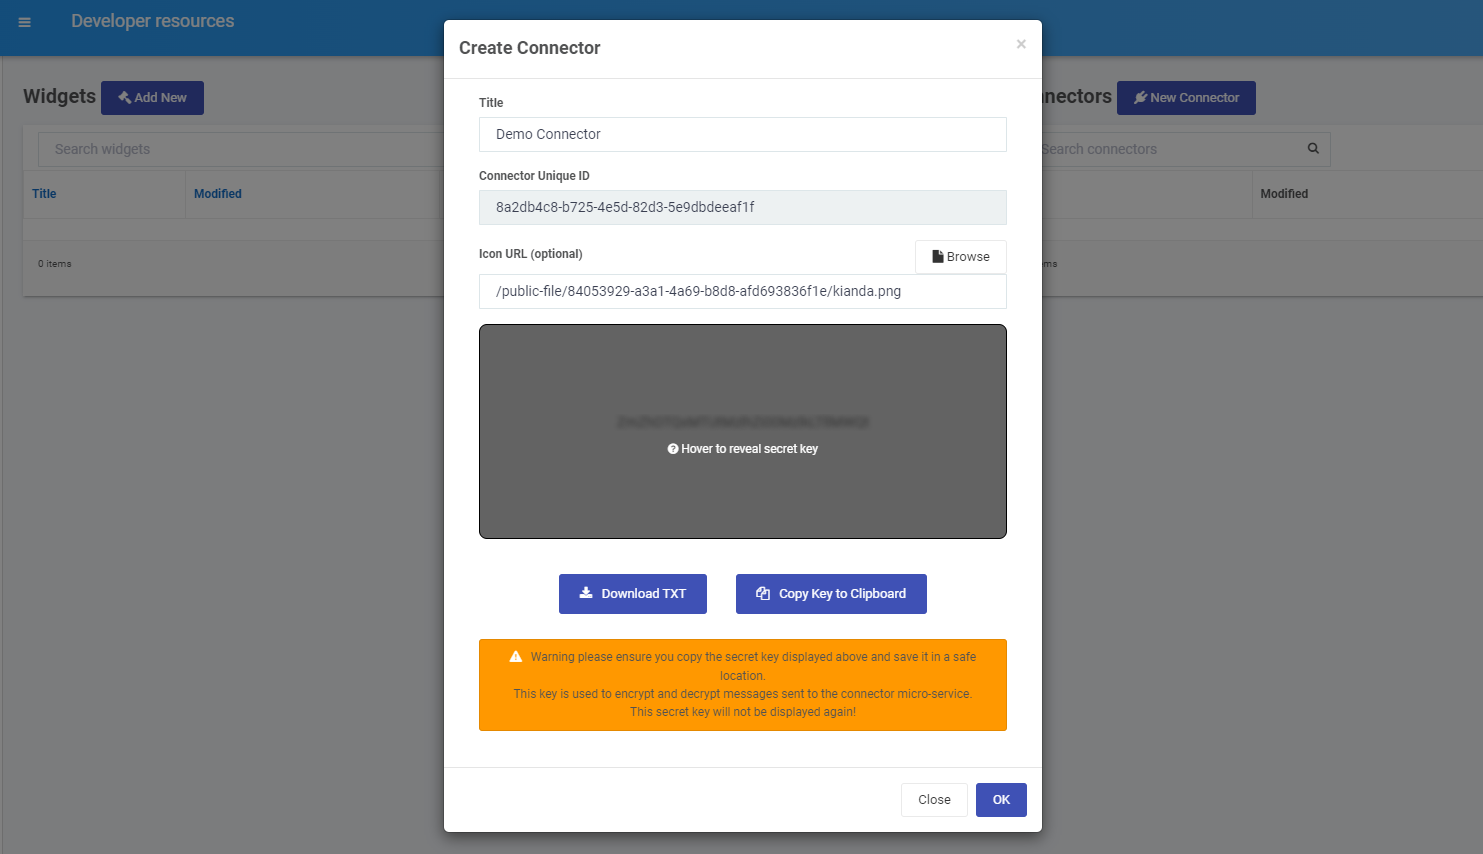 Developer resources
Create Connector
×
Widgets
Add New
nnectors
New Connector
Search widgets
Search connectors
Title
Modified
Modified
0 items
ms
Title
Demo Connector
Connector Unique ID
8a2db4c8-b725-4e5d-82d3-5e9dbdeeaf1f
Icon URL (optional)
Browse
/public-file/84053929-a3a1-4a69-b8d8-afd693836f1e/kianda.png
Hover to reveal secret key
Download TXT
Copy Key to Clipboard
Warning please ensure you copy the secret key displayed above and save it in a safe
location.
This key is used to encrypt and decrypt messages sent to the connector micro-service.
This secret key will not be displayed again!
Close
OK